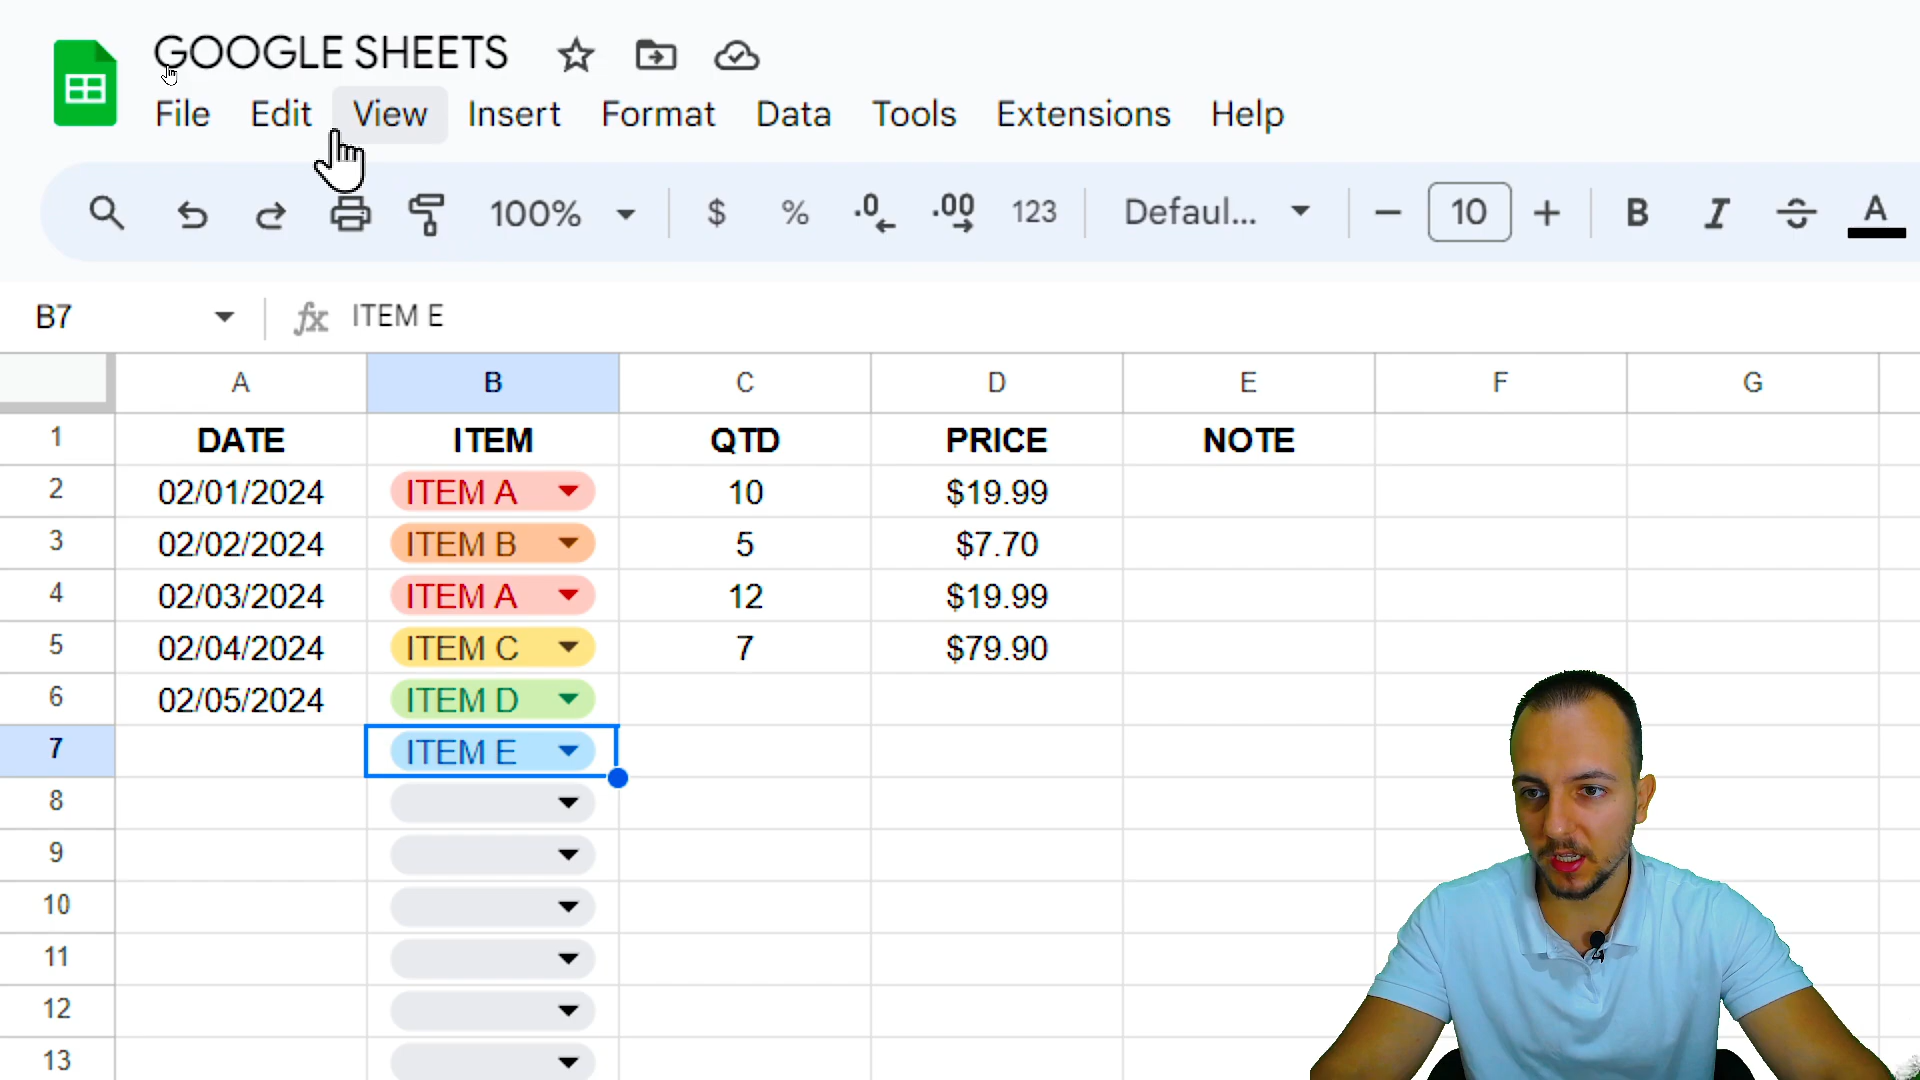 GOOGLE SHEETS
File Edit View Insert Format Data Tools Extensions Help
100% $ % .0 .00 123 Defaul... 10 B I A
B7 fx ITEM E
A B C D E F G
1 DATE ITEM QTD PRICE NOTE
2 02/01/2024 ITEM A 10 $19.99
3 02/02/2024 ITEM B 5 $7.70
4 02/03/2024 ITEM A 12 $19.99
5 02/04/2024 ITEM C 7 $79.90
6 02/05/2024 ITEM D
7 ITEM E
8
9
10
11
12
13